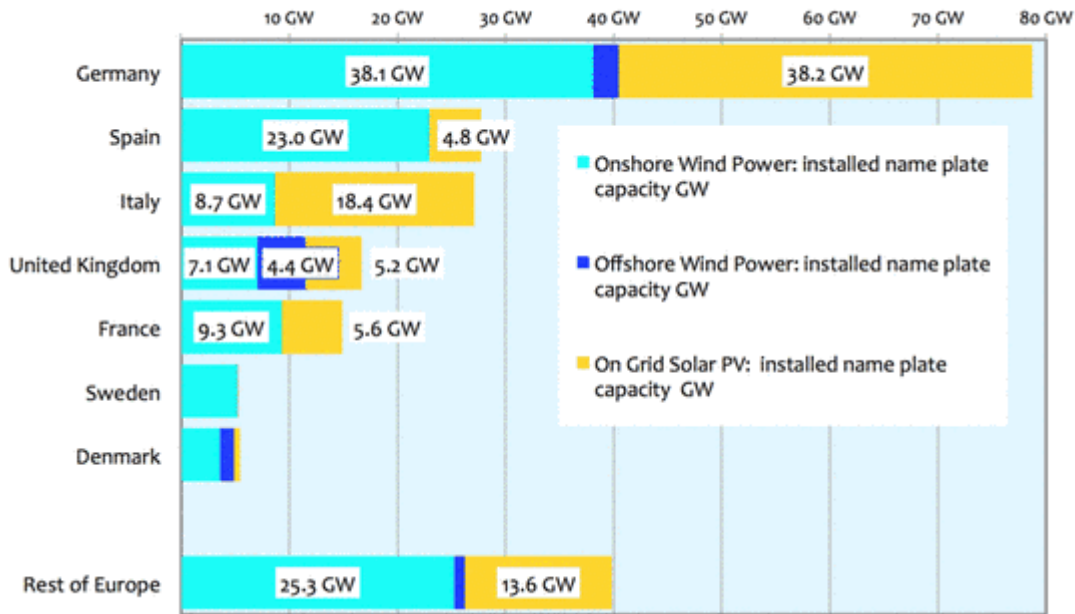 10 GW 20 GW 30 GW 40 GW 50 GW 60 GW 70 GW 80 GW
Germany 38.1 GW 38.2 GW
Spain 23.0 GW 4.8 GW
Italy 8.7 GW 18.4 GW
United Kingdom 7.1 GW 4.4 GW 5.2 GW
France 9.3 GW 5.6 GW
Sweden
Denmark
Rest of Europe 25.3 GW 13.6 GW
Onshore Wind Power: installed name plate
capacity GW
Offshore Wind Power: installed name plate
capacity GW
On Grid Solar PV: installed name plate
capacity GW